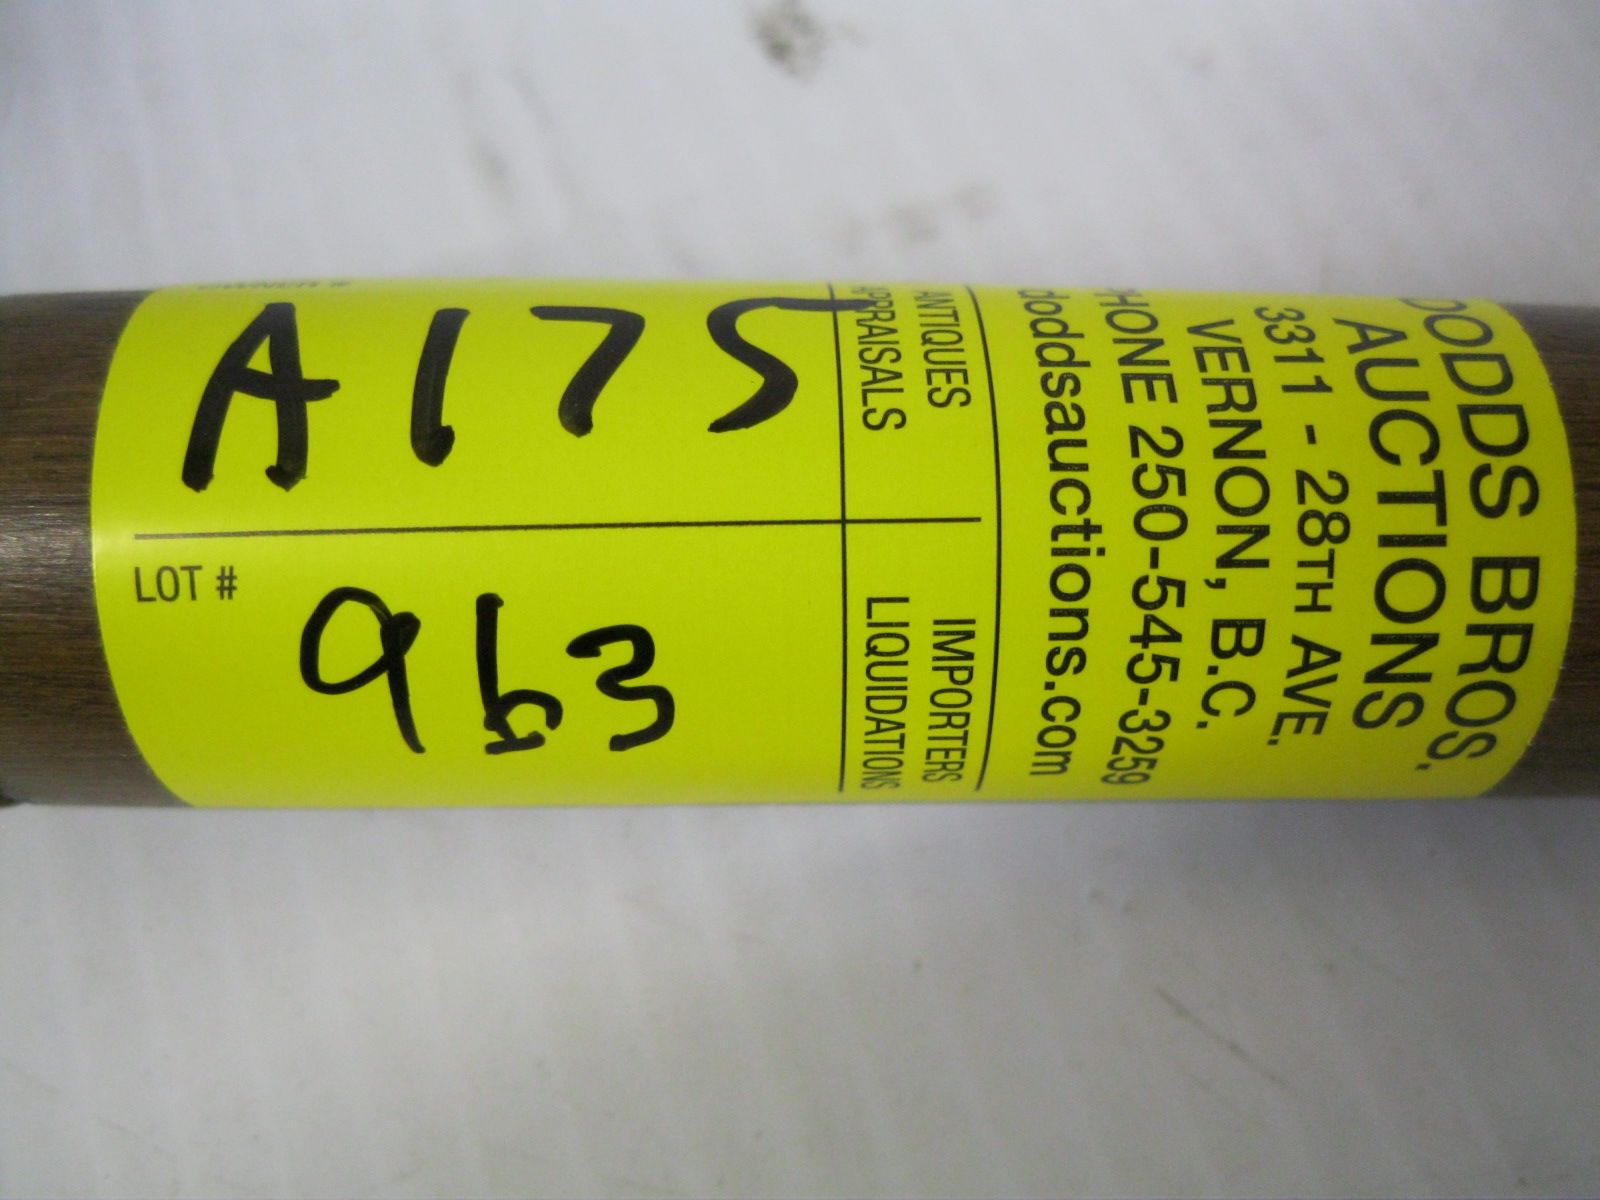 DODDS BROS.
AUCTIONS
3311 - 28TH AVE.
VERNON, B.C.
PHONE 250-545-3259
doddsauctions.com
ANTIQUES
APPRAISALS
IMPORTERS
LIQUIDATIONS
A175
LOT #
963